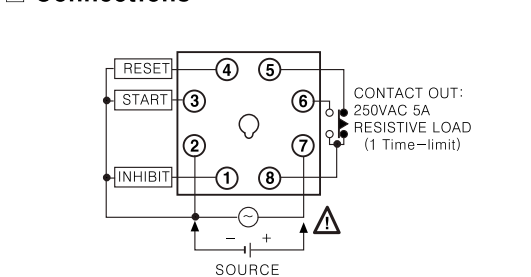 Connections
RESET
4
5
START
3
6
CONTACT OUT:
250VAC 5A
RESISTIVE LOAD
(1 Time-limit)
2
7
INHIBIT
1
8
~
!
- +
SOURCE